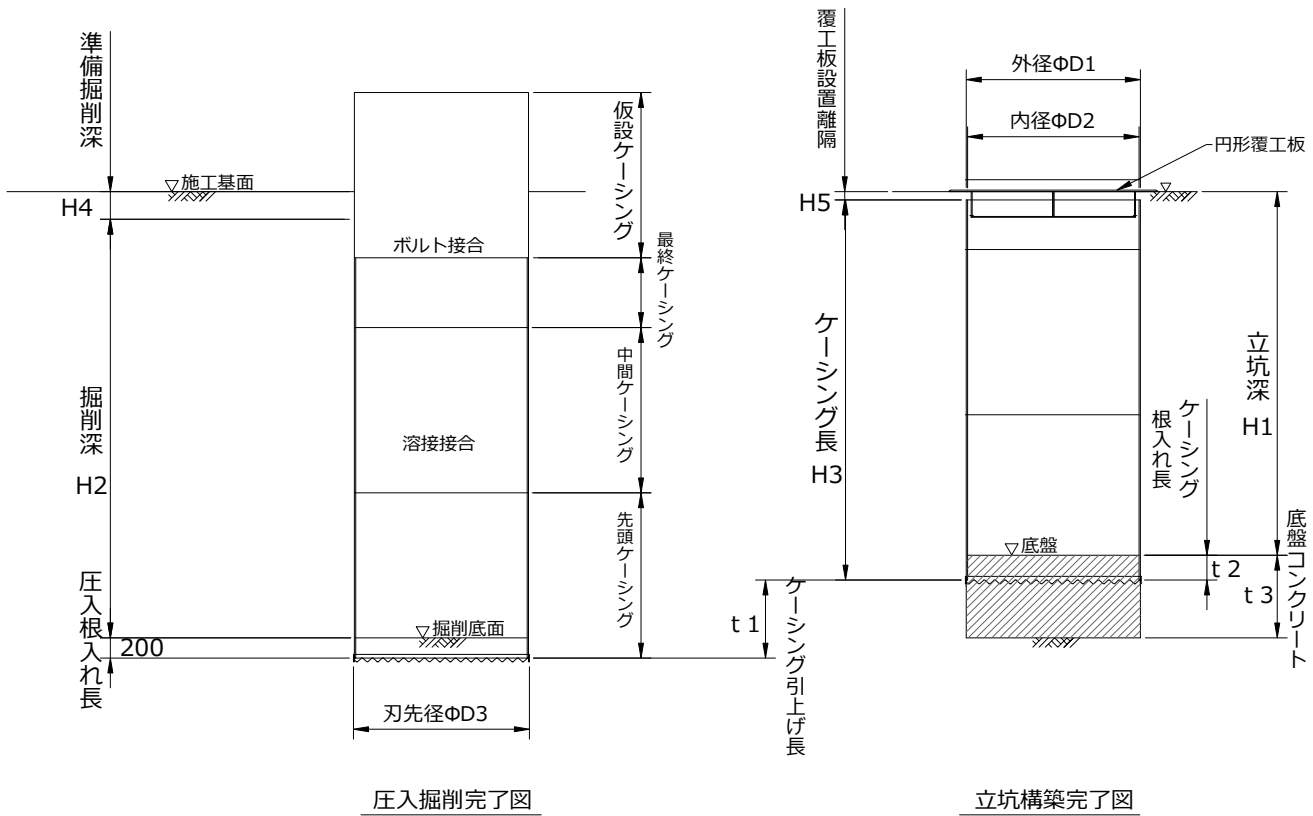 準備掘削深
H4
▽施工基面
掘削深
H2
圧入根入れ長
200
仮設ケーシング
ボルト接合
最終ケーシング
中間ケーシング
溶接接合
先頭ケーシング
▽掘削底面
刃先径ΦD3
圧入掘削完了図
覆工板設置離隔
H5
外径ΦD1
内径ΦD2
円形覆工板
▽
ケーシング長
H3
立坑深
H1
ケーシング
根入れ長
▽底盤
t 2
t 3
底盤コンクリート
t 1
ケーシング引上げ長
立坑構築完了図